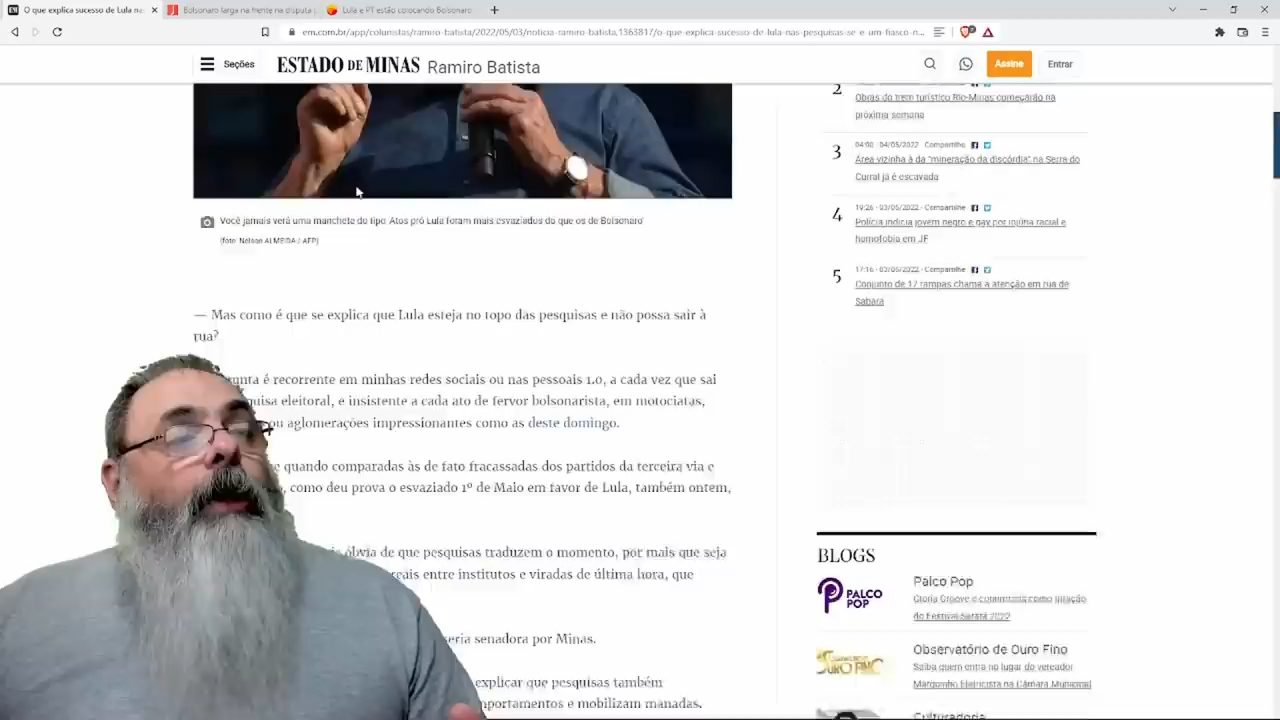 O que explica sucesso de Lula na
Bolsonaro larga na frente na disputa
Lula e PT estão colocando Bolsonaro
em.com.br/app/colunistas/ramiro-batista/2022/05/03/noticia-ramiro-batista,1363817/o-que-explica-sucesso-de-lula-nas-pesquisas-se-e-um-fiasco-n...
Seções
ESTADO DE MINAS Ramiro Batista
Assine
Entrar
Você jamais verá uma manchete do tipo: Atos pró Lula foram mais esvaziados do que os de Bolsonaro
(foto: Nelson ALMEIDA / AFP)
— Mas como é que se explica que Lula esteja no topo das pesquisas e não possa sair à
rua?
unta é recorrente em minhas redes sociais ou nas pessoais 1.0, a cada vez que sai
quisa eleitoral, e insistente a cada ato de fervor bolsonarista, em motociatas,
ou aglomerações impressionantes como as deste domingo.
e quando comparadas às de fato fracassadas dos partidos da terceira via e
, como deu prova o esvaziado 1º de Maio em favor de Lula, também ontem,
óbvia de que pesquisas traduzem o momento, por mais que seja
reais entre institutos e viradas de última hora, que
seria senadora por Minas.
explicar que pesquisas também
portamentos e mobilizam manadas.
2
Obras do trem turístico Rio-Minas começarão na
próxima semana
3
04:00 - 04/05/2022 - Compartilhe
Área vizinha à da "mineração da discórdia" na Serra do
Curral já é escavada
4
19:26 - 03/05/2022 - Compartilhe
Polícia indicia jovem negro e gay por injúria racial e
homofobia em JF
5
17:16 - 03/05/2022 - Compartilhe
Conjunto de 17 rampas chama a atenção em rua de
Sabará
BLOGS
PALCO
POP
Palco Pop
Gloria Groove é confirmada como atração
do Festival Sarará 2022
OURO FINO
Observatório de Ouro Fino
Saiba quem entra no lugar do vereador
Marquinho Eletricista na Câmara Municipal
Culturadoria